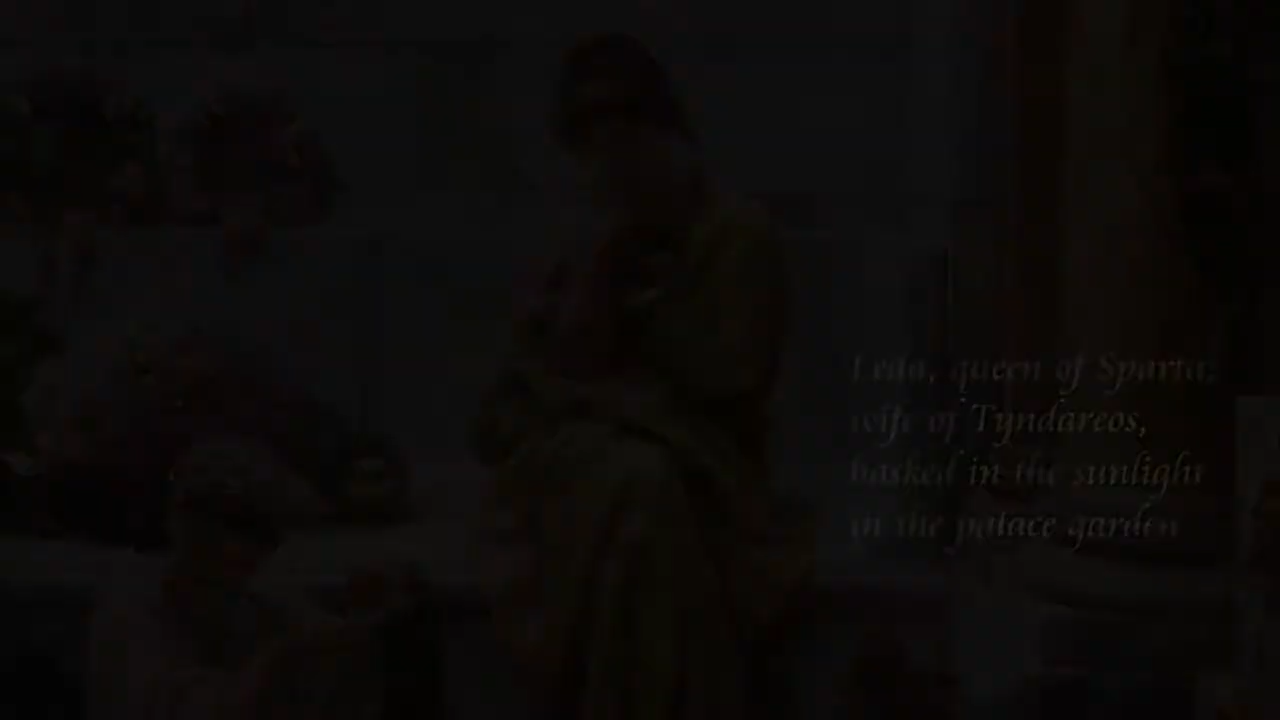 Leda, queen of Sparta,
wife of Tyndareos,
basked in the sunlight
in the palace garden